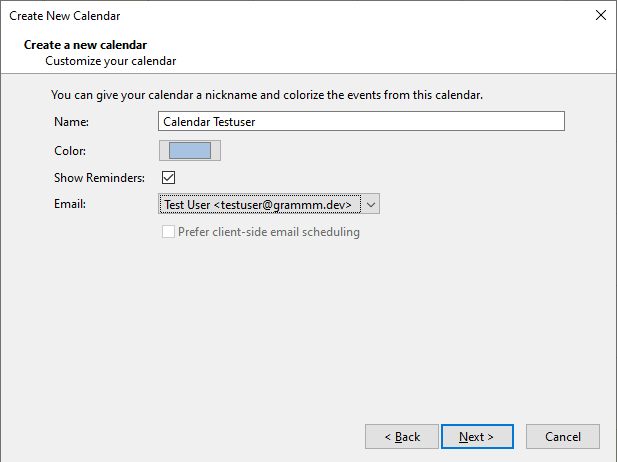 Create New Calendar
Create a new calendar
Customize your calendar
You can give your calendar a nickname and colorize the events from this calendar.
Name: Calendar Testuser
Color:
Show Reminders:
Email: Test User <testuser@grammm.dev>
Prefer client-side email scheduling
< Back Next > Cancel